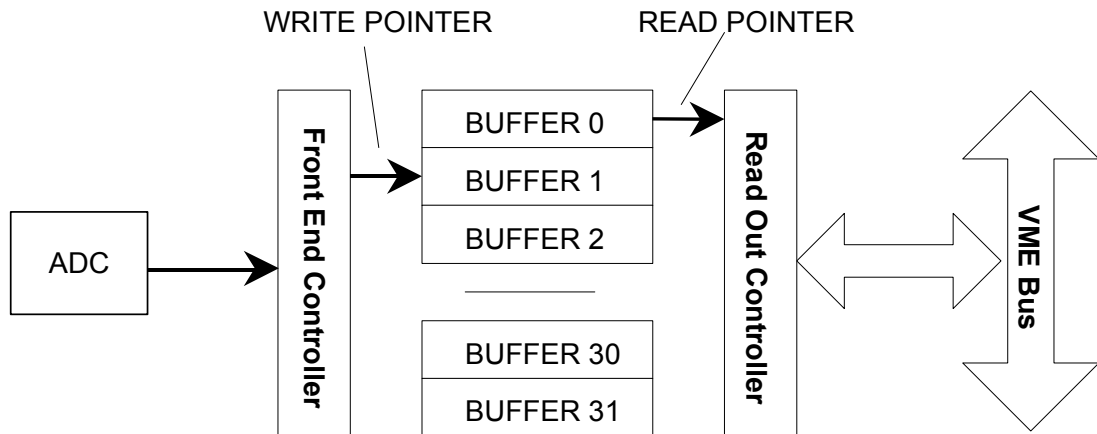 WRITE POINTER
READ POINTER
ADC
Front End Controller
BUFFER 0
BUFFER 1
BUFFER 2
BUFFER 30
BUFFER 31
Read Out Controller
VME Bus